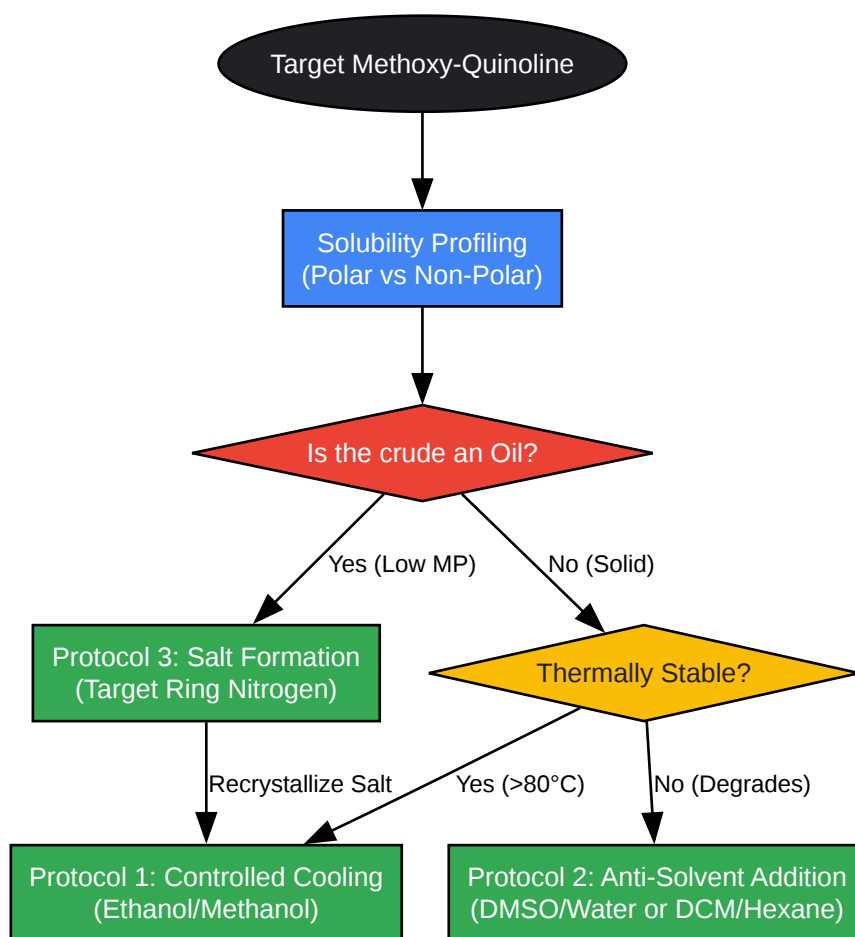 Target Methoxy-Quinoline
Solubility Profiling
(Polar vs Non-Polar)
Is the crude an Oil?
Yes (Low MP)
No (Solid)
Protocol 3: Salt Formation
(Target Ring Nitrogen)
Thermally Stable?
Recrystallize Salt
Yes (>80°C)
No (Degrades)
Protocol 1: Controlled Cooling
(Ethanol/Methanol)
Protocol 2: Anti-Solvent Addition
(DMSO/Water or DCM/Hexane)